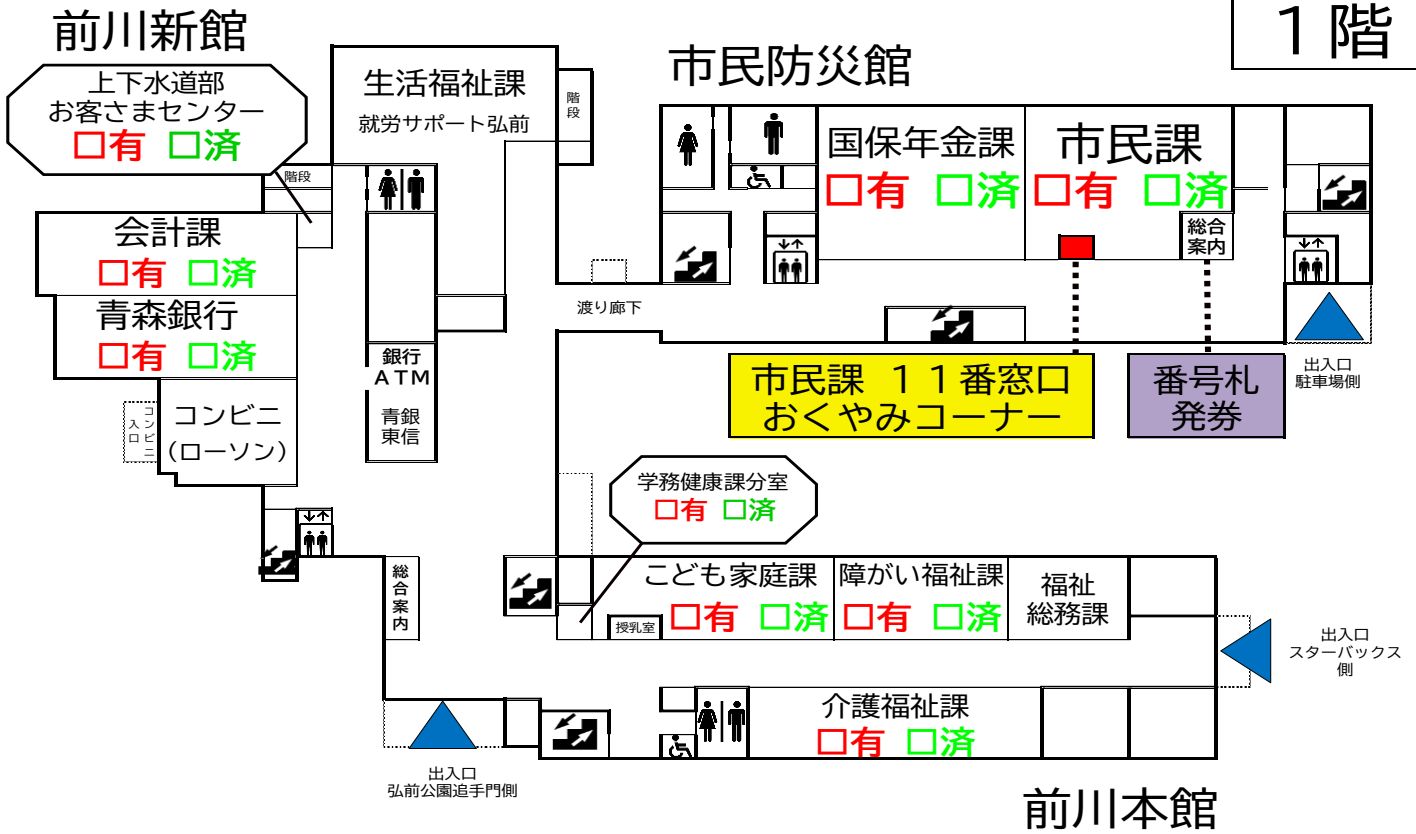 １階
前川新館
市民防災館
上下水道部
お客さまセンター
□有 □済
生活福祉課
就労サポート弘前
階段
階段
国保年金課
□有 □済
市民課
□有 □済
総合
案内
会計課
□有 □済
青森銀行
□有 □済
渡り廊下
銀行
ＡＴＭ
青銀
東信
コンビニ
(ローソン)
コンビニ
入口
市民課 １１番窓口
おくやみコーナー
番号札
発券
出入口
駐車場側
学務健康課分室
□有 □済
総合案内
こども家庭課
□有 □済
授乳室
障がい福祉課
□有 □済
福祉
総務課
出入口
スターバックス
側
介護福祉課
□有 □済
出入口
弘前公園追手門側
前川本館